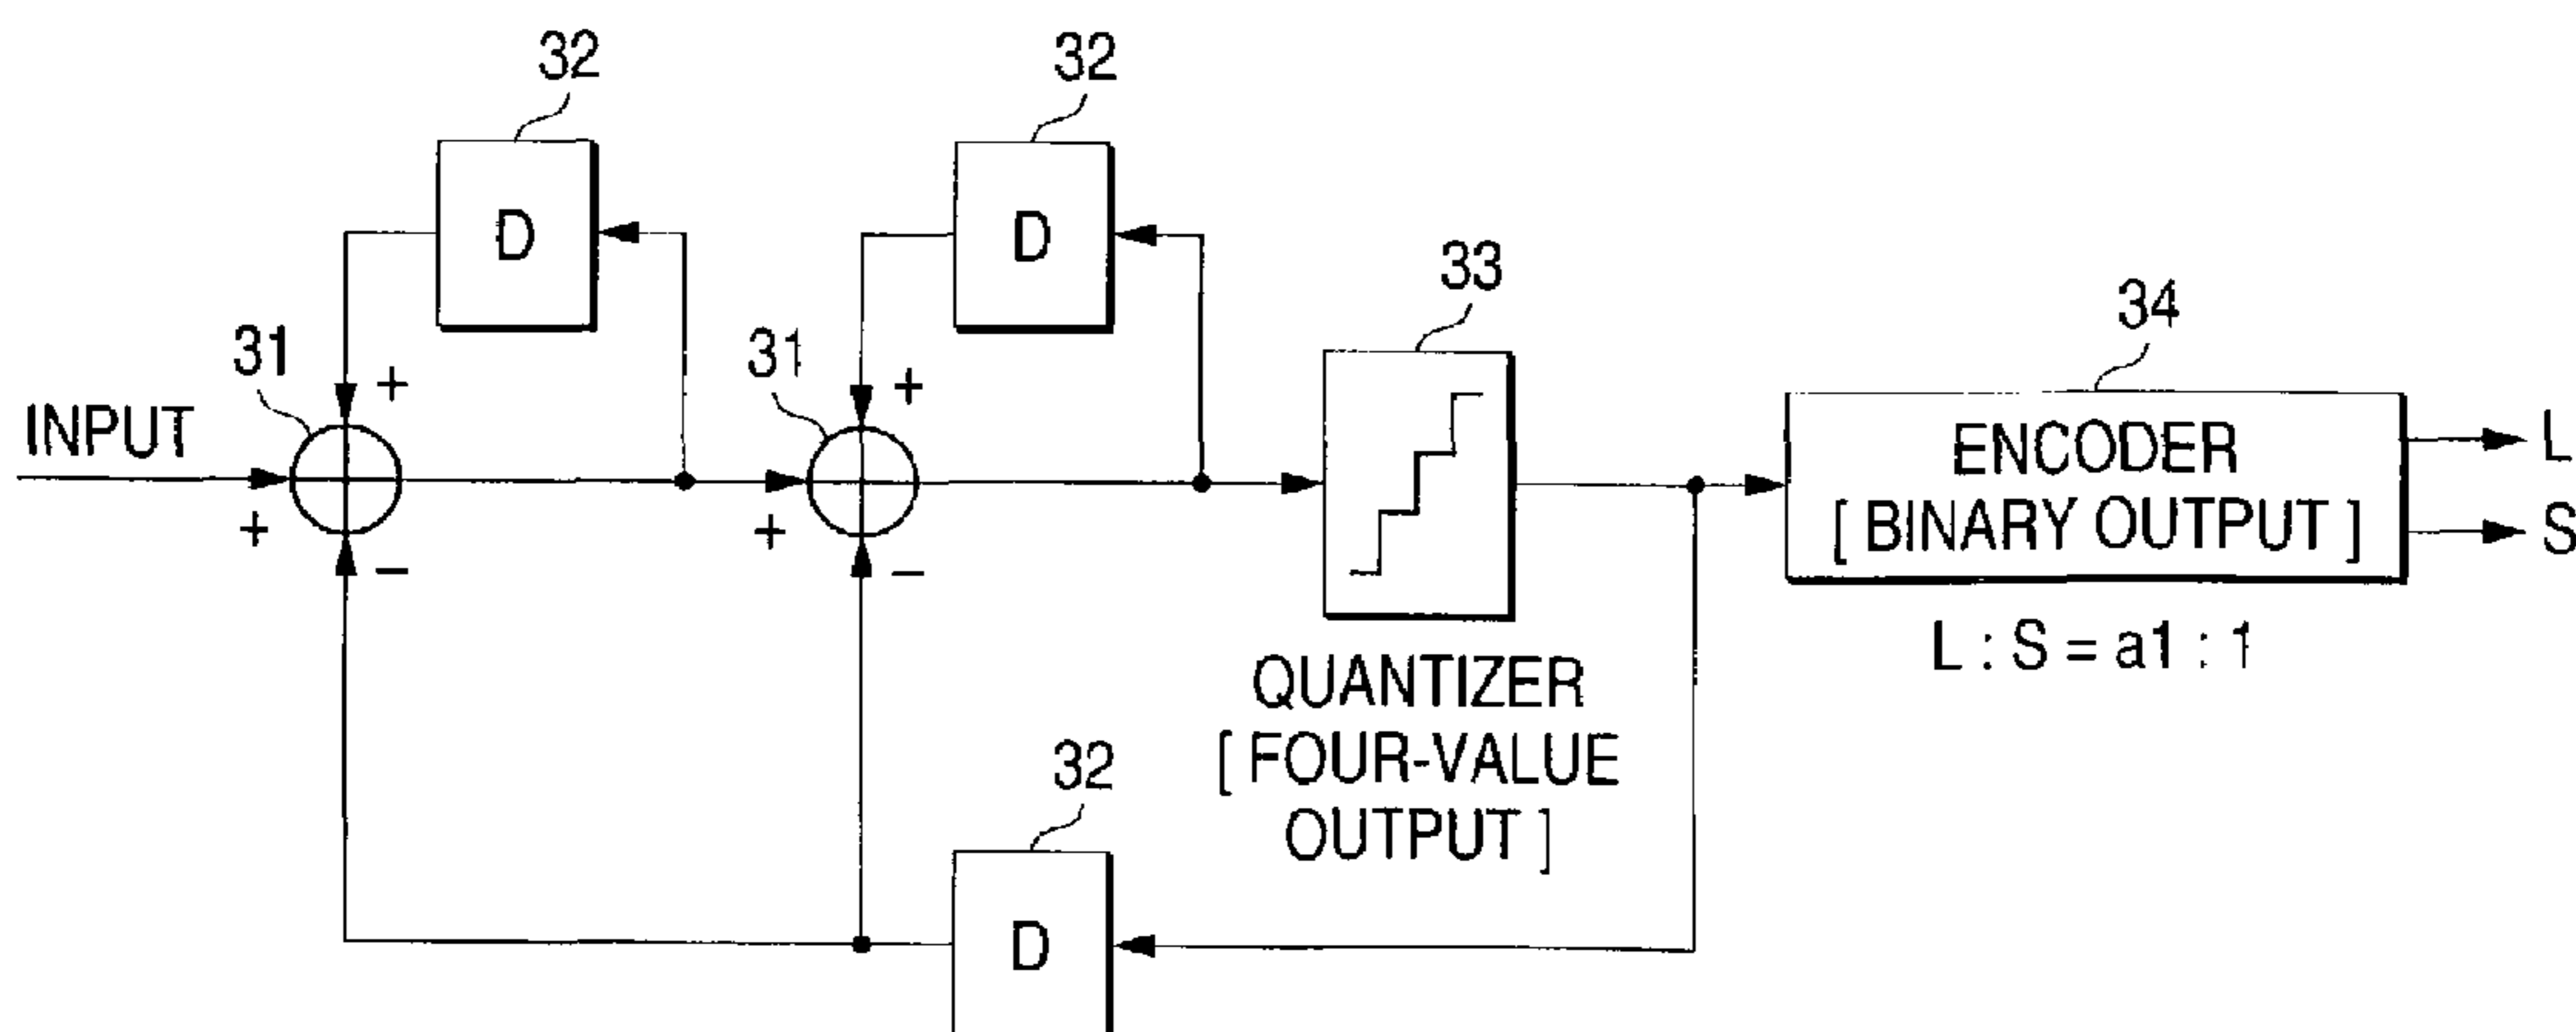 32
32
D
D
33
34
31
31
+
+
INPUT
+
+
−
−
ENCODER
[ BINARY OUTPUT ]
L
S
L : S = a1 : 1
QUANTIZER
[ FOUR-VALUE
OUTPUT ]
32
D